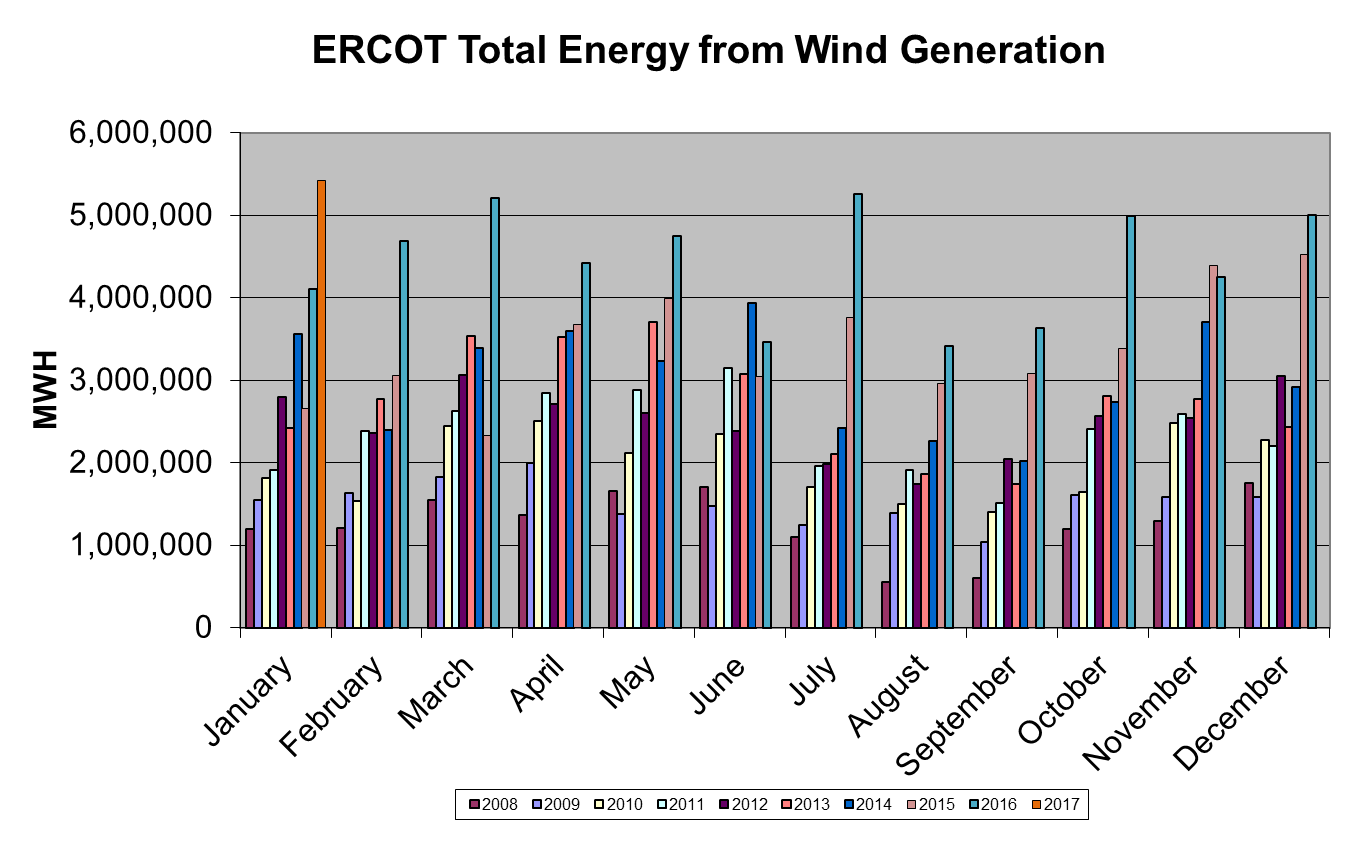 ERCOT Total Energy from Wind Generation
MWH
6,000,000
5,000,000
4,000,000
3,000,000
2,000,000
1,000,000
0
January
February
March
April
May
June
July
August
September
October
November
December
2008 2009 2010 2011 2012 2013 2014 2015 2016 2017